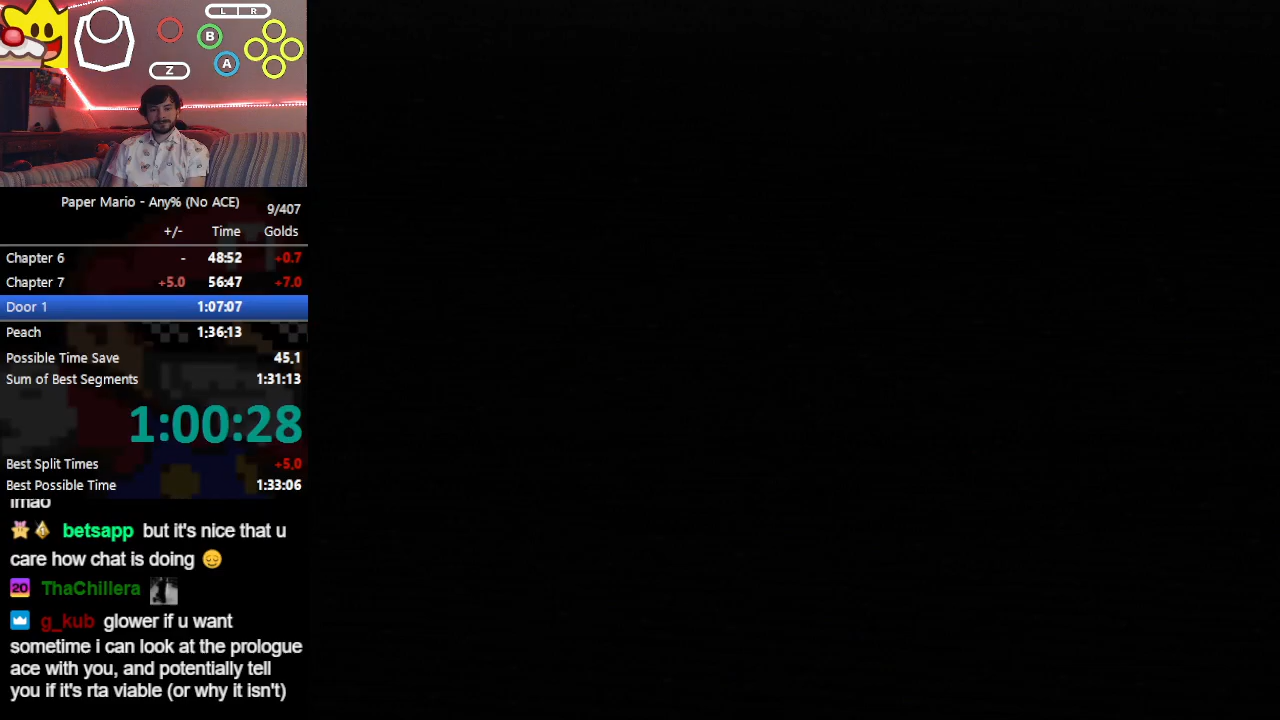 L R
B
A
Z
Paper Mario - Any% (No ACE)
9/407
+/- Time Golds
Chapter 6 - 48:52 +0.7
Chapter 7 +5.0 56:47 +7.0
Door 1 1:07:07
Peach 1:36:13
Possible Time Save 45.1
Sum of Best Segments 1:31:13
1:00:28
Best Split Times +5.0
Best Possible Time 1:33:06
lmao
betsapp but it's nice that u
care how chat is doing
20 ThaChillera
g_kub glower if u want
sometime i can look at the prologue
ace with you, and potentially tell
you if it's rta viable (or why it isn't)